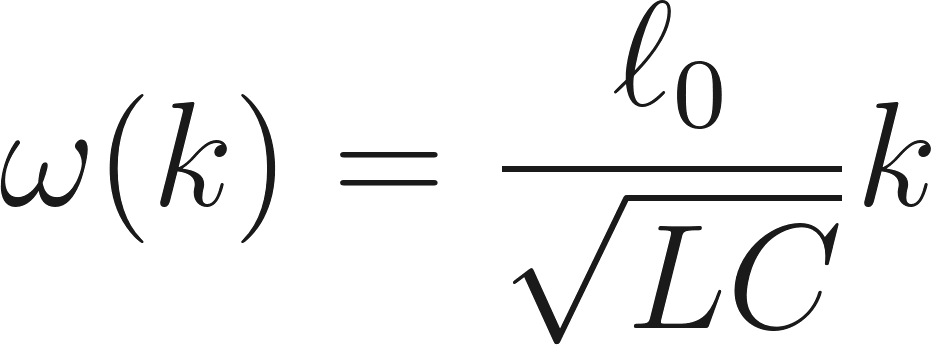 ω(k) = ℓ₀/√(LC) k